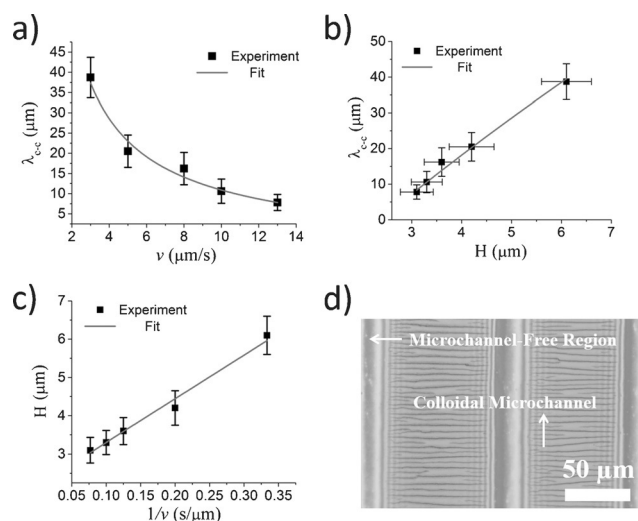 a)
45
40
35
30
25
20
15
10
5
2
4
6
8
10
12
14
λc-c (μm)
v (μm/s)
Experiment
Fit
b)
50
40
30
20
10
0
3
4
5
6
7
λc-c (μm)
H (μm)
Experiment
Fit
c)
7
6
5
4
3
0.05
0.10
0.15
0.20
0.25
0.30
0.35
H (μm)
1/v (s/μm)
Experiment
Fit
d)
Microchannel-Free Region
Colloidal Microchannel
50 μm